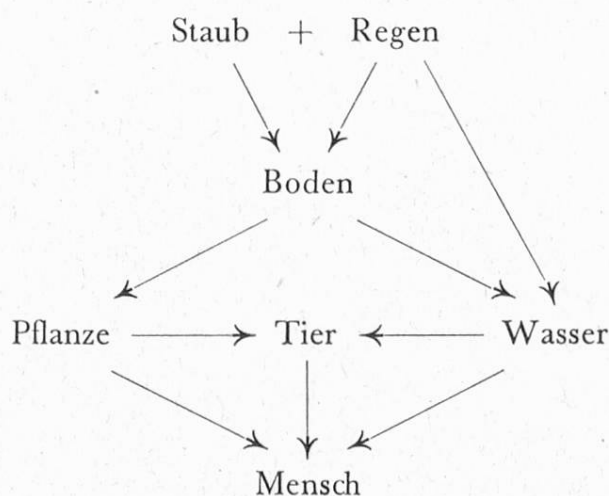 Staub + Regen
Boden
Pflanze Tier Wasser
Mensch